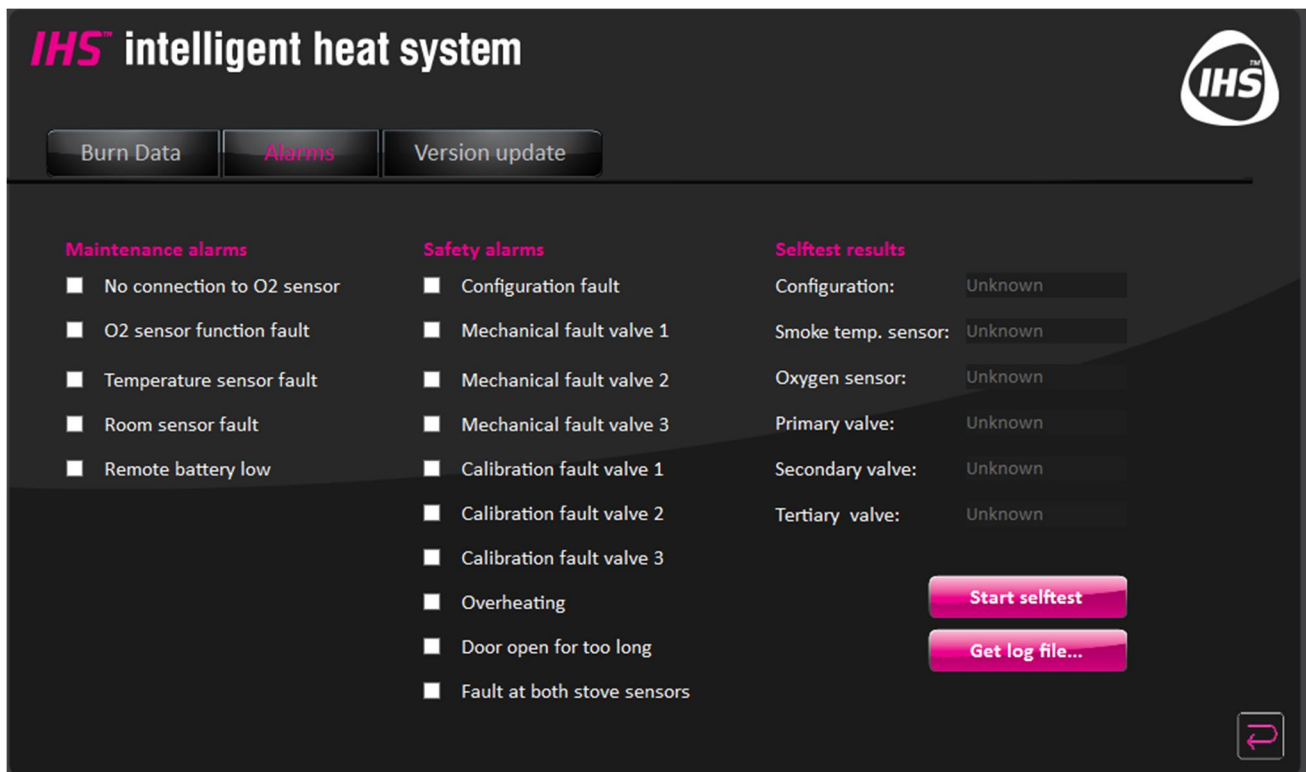 IHS™ intelligent heat system
IHS™
Burn Data
Alarms
Version update
Maintenance alarms
No connection to O2 sensor
O2 sensor function fault
Temperature sensor fault
Room sensor fault
Remote battery low
Safety alarms
Configuration fault
Mechanical fault valve 1
Mechanical fault valve 2
Mechanical fault valve 3
Calibration fault valve 1
Calibration fault valve 2
Calibration fault valve 3
Overheating
Door open for too long
Fault at both stove sensors
Selftest results
Configuration: Unknown
Smoke temp. sensor: Unknown
Oxygen sensor: Unknown
Primary valve: Unknown
Secondary valve: Unknown
Tertiary valve: Unknown
Start selftest
Get log file...